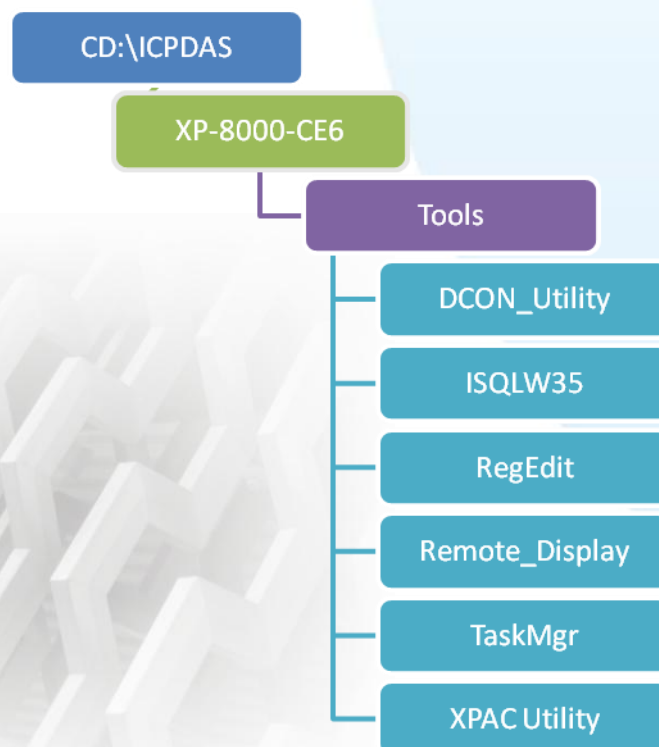 CD:\ICPDAS
XP-8000-CE6
Tools
DCON_Utility
ISQLW35
RegEdit
Remote_Display
TaskMgr
XPAC Utility